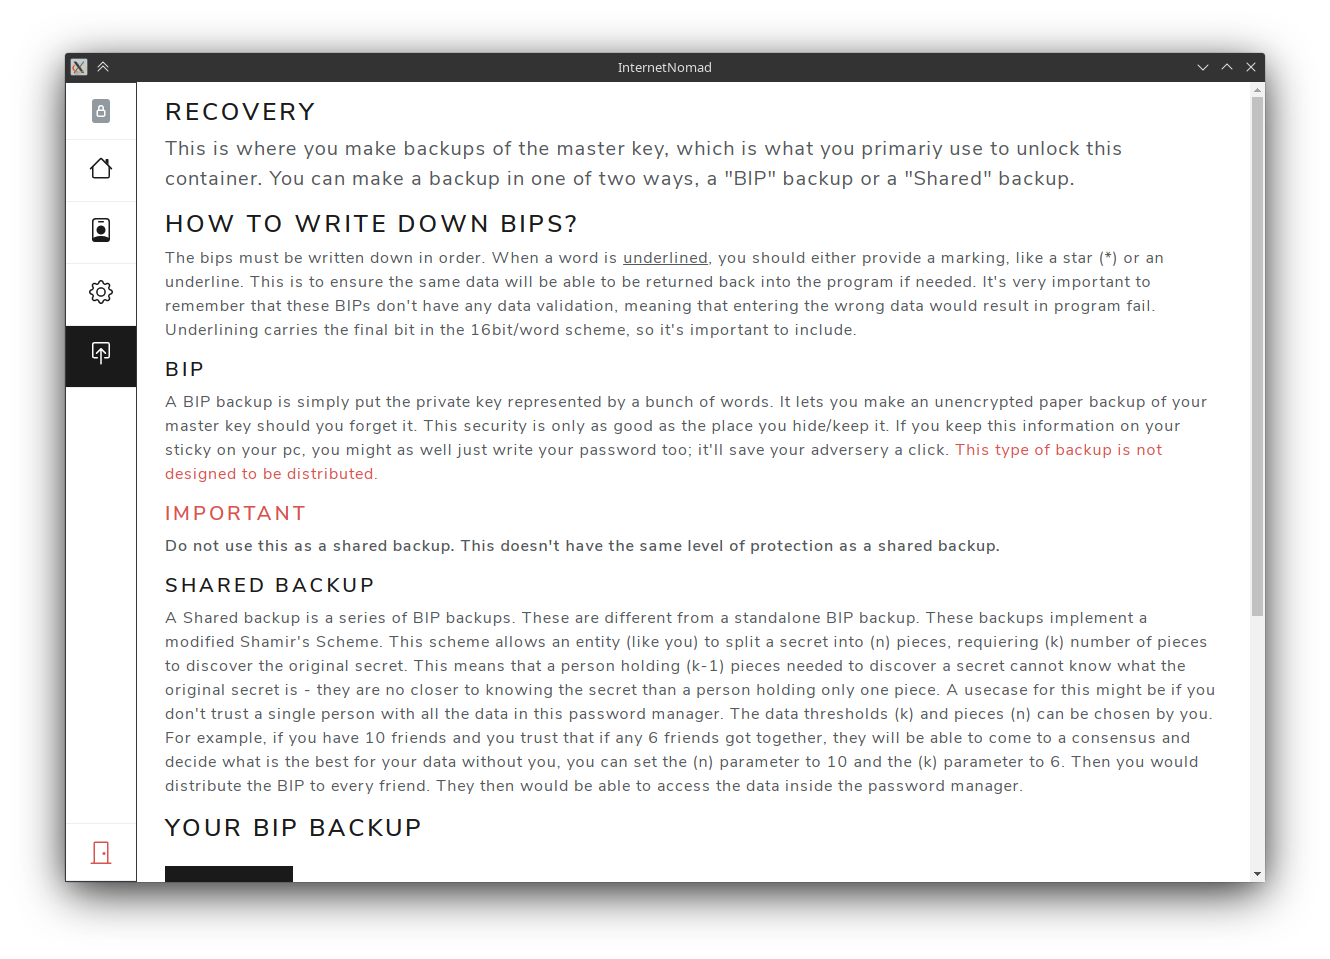 InternetNomad
RECOVERY
This is where you make backups of the master key, which is what you primariy use to unlock this
container. You can make a backup in one of two ways, a "BIP" backup or a "Shared" backup.
HOW TO WRITE DOWN BIPS?
The bips must be written down in order. When a word is underlined, you should either provide a marking, like a star (*) or an
underline. This is to ensure the same data will be able to be returned back into the program if needed. It's very important to
remember that these BIPs don't have any data validation, meaning that entering the wrong data would result in program fail.
Underlining carries the final bit in the 16bit/word scheme, so it's important to include.
BIP
A BIP backup is simply put the private key represented by a bunch of words. It lets you make an unencrypted paper backup of your
master key should you forget it. This security is only as good as the place you hide/keep it. If you keep this information on your
sticky on your pc, you might as well just write your password too; it'll save your adversery a click. This type of backup is not
designed to be distributed.
IMPORTANT
Do not use this as a shared backup. This doesn't have the same level of protection as a shared backup.
SHARED BACKUP
A Shared backup is a series of BIP backups. These are different from a standalone BIP backup. These backups implement a
modified Shamir's Scheme. This scheme allows an entity (like you) to split a secret into (n) pieces, requiering (k) number of pieces
to discover the original secret. This means that a person holding (k-1) pieces needed to discover a secret cannot know what the
original secret is - they are no closer to knowing the secret than a person holding only one piece. A usecase for this might be if you
don't trust a single person with all the data in this password manager. The data thresholds (k) and pieces (n) can be chosen by you.
For example, if you have 10 friends and you trust that if any 6 friends got together, they will be able to come to a consensus and
decide what is the best for your data without you, you can set the (n) parameter to 10 and the (k) parameter to 6. Then you would
distribute the BIP to every friend. They then would be able to access the data inside the password manager.
YOUR BIP BACKUP